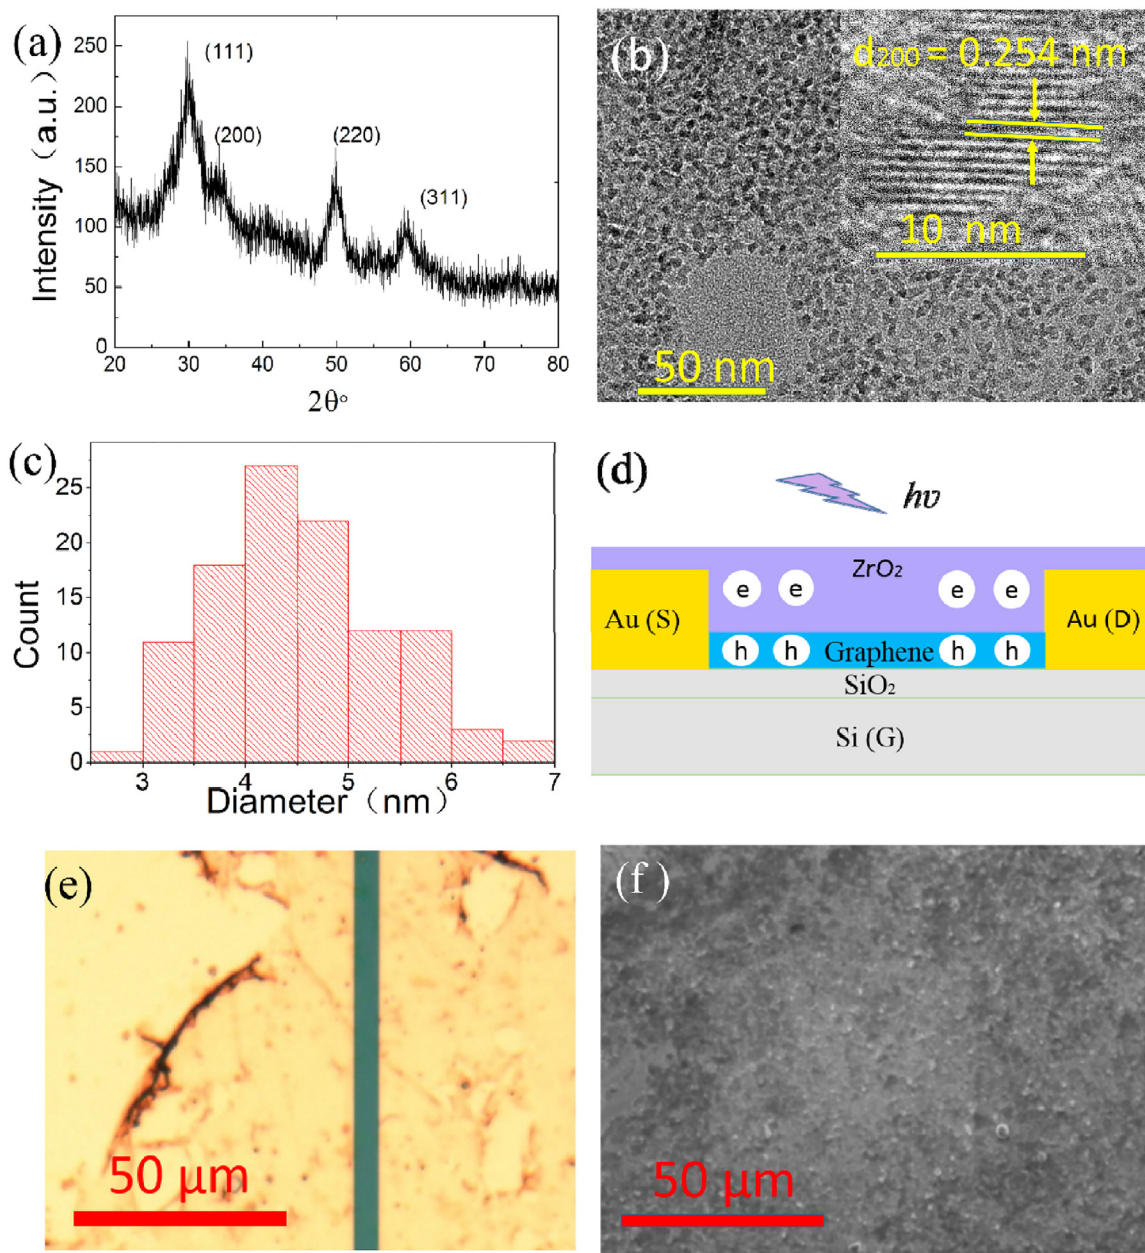 (a)
250
200
150
100
50
0
Intensity（a.u.）
(111)
(200)
(220)
(311)
20 30 40 50 60 70 80
2θ°
(b)
d200 = 0.254 nm
10 nm
50 nm
(c)
25
20
15
10
5
0
Count
3 4 5 6 7
Diameter（nm）
(d)
hυ
ZrO2
e e e e
Au (S)
Au (D)
h h Graphene h h
SiO2
Si (G)
(e)
50 μm
(f )
50 μm